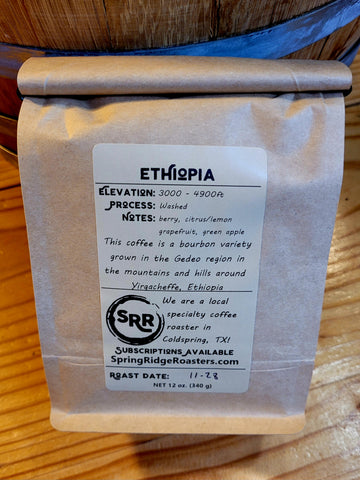 ETHIOPIA
ELEVATION: 3000 - 4900ft
PROCESS: Washed
NOTES: berry, citrus/lemon
grapefruit, green apple
This coffee is a bourbon variety
grown in the Gedeo region in
the mountains and hills around
Yirgacheffe, Ethiopia
SRR
We are a local
specialty coffee
roaster in
Coldspring, TX!
SUBSCRIPTIONS AVAILABLE
SpringRidgeRoasters.com
ROAST DATE: 11-28
NET 12 oz. (340 g)